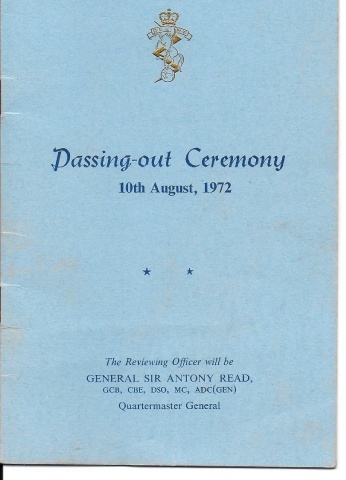 Passing-out Ceremony
10th August, 1972
The Reviewing Officer will be
GENERAL SIR ANTONY READ,
GCB, CBE, DSO, MC, ADC(GEN)
Quartermaster General